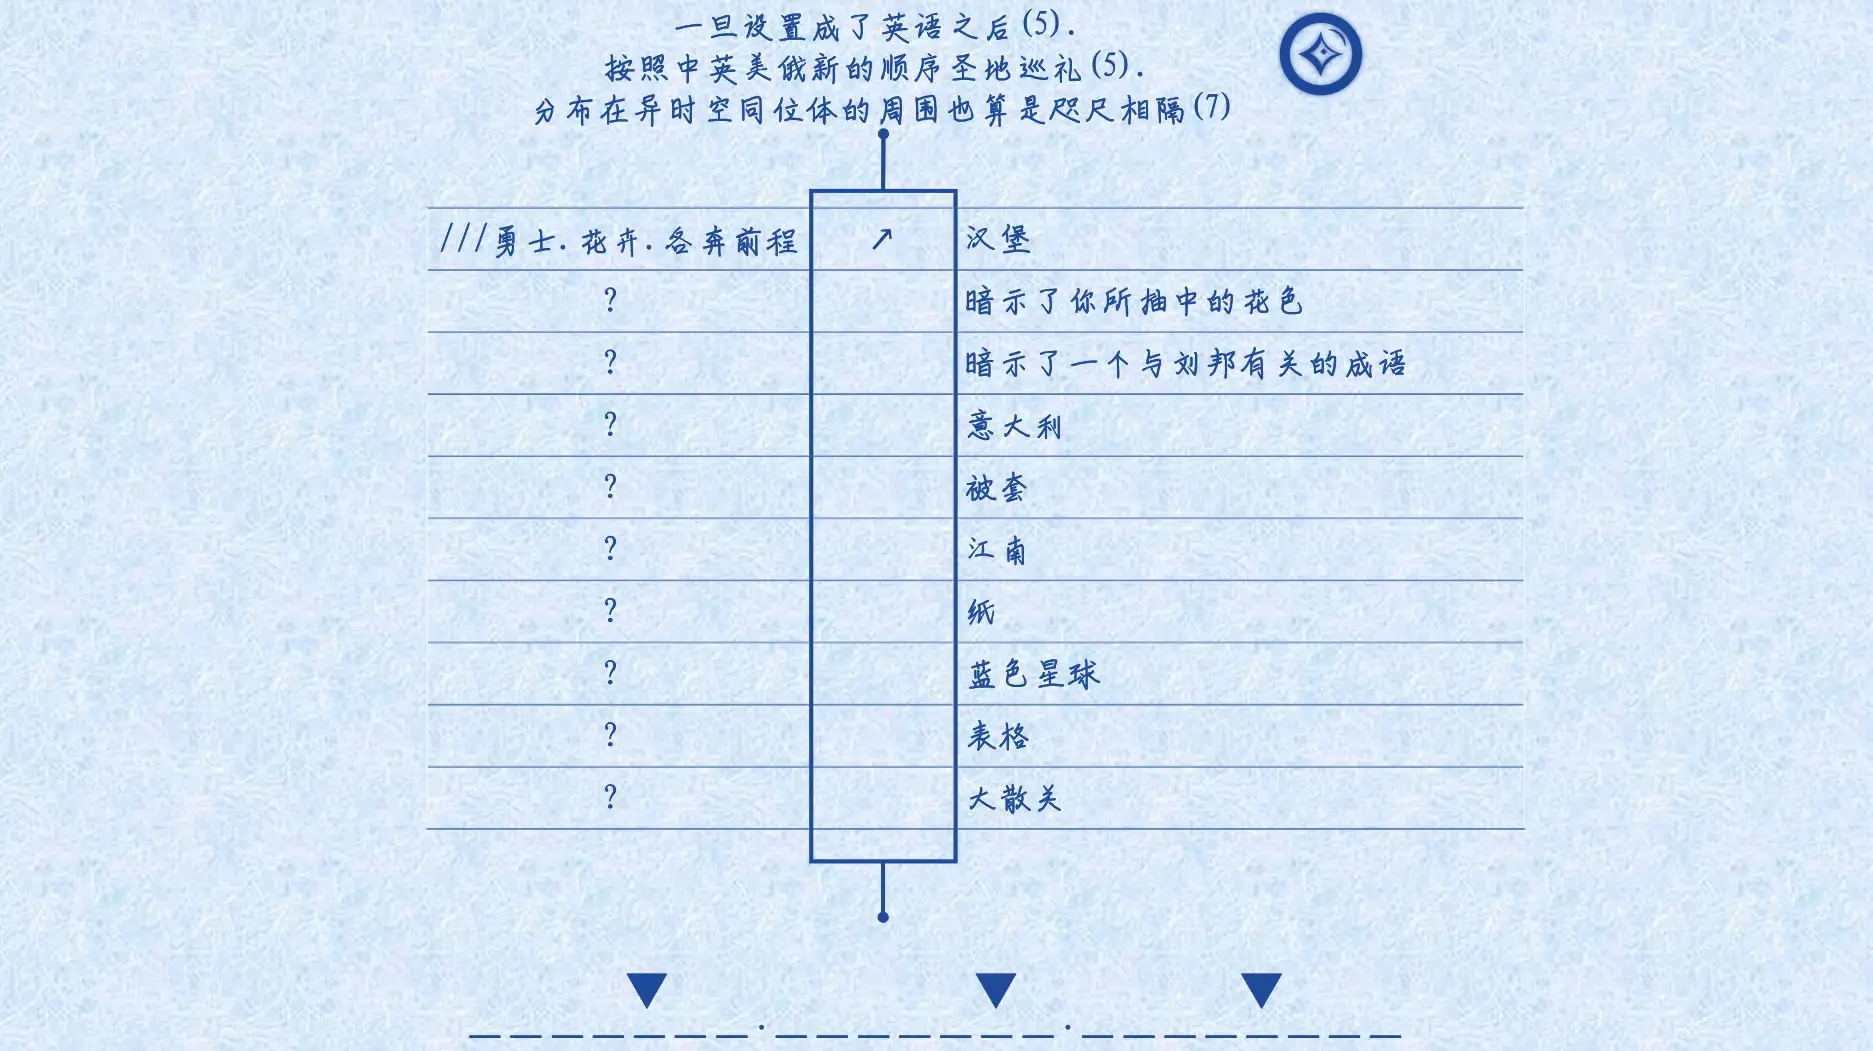 一旦设置成了英语之后(5).
按照中英美俄新的顺序圣地巡礼(5).
分布在异时空同位体的周围也算是咫尺相隔(7)
///勇士.花卉.各奔前程 ↗ 汉堡
? 暗示了你所抽中的花色
? 暗示了一个与刘邦有关的成语
? 意大利
? 被套
? 江南
? 纸
? 蓝色星球
? 表格
? 大散关
_ _ _ _ _ _ _ . _ _ _ _ _ _ _ . _ _ _ _ _ _ _ _